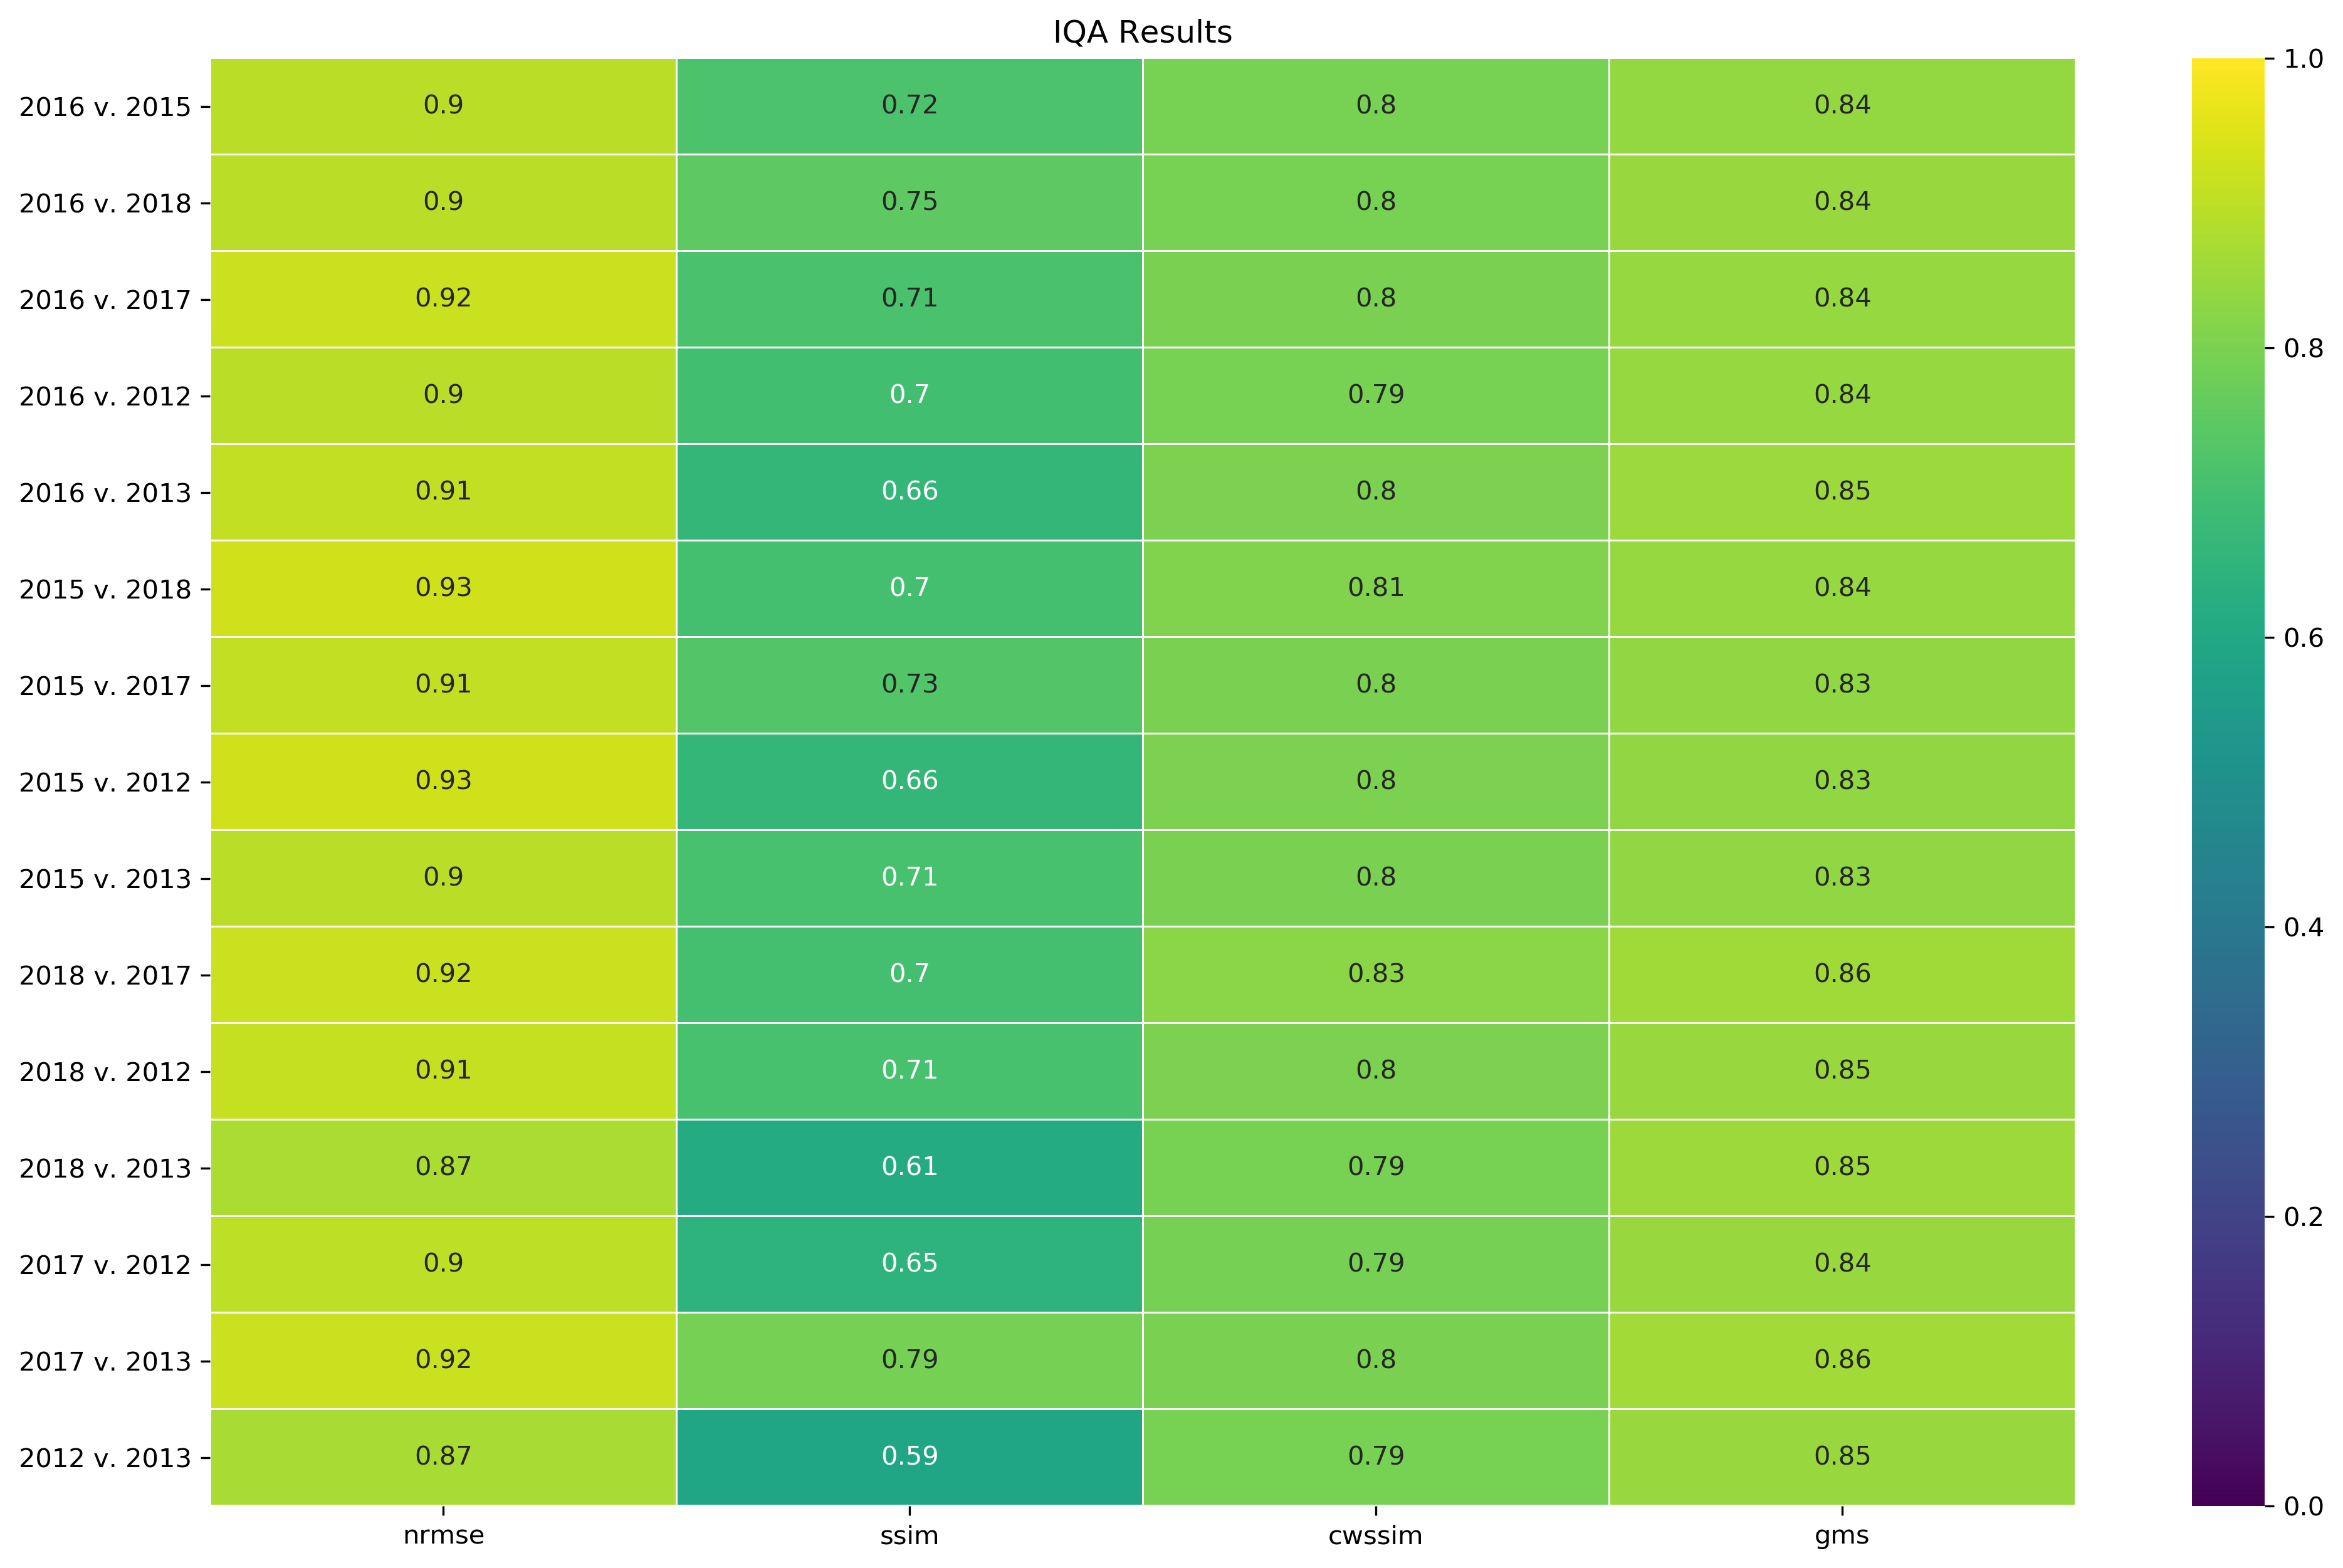 IQA Results
1.0
2016 v. 2015 0.9 0.72 0.8 0.84
2016 v. 2018 0.9 0.75 0.8 0.84
2016 v. 2017 0.92 0.71 0.8 0.84
0.8
2016 v. 2012 0.9 0.7 0.79 0.84
2016 v. 2013 0.91 0.66 0.8 0.85
2015 v. 2018 0.93 0.7 0.81 0.84
0.6
2015 v. 2017 0.91 0.73 0.8 0.83
2015 v. 2012 0.93 0.66 0.8 0.83
2015 v. 2013 0.9 0.71 0.8 0.83
0.4
2018 v. 2017 0.92 0.7 0.83 0.86
2018 v. 2012 0.91 0.71 0.8 0.85
2018 v. 2013 0.87 0.61 0.79 0.85
0.2
2017 v. 2012 0.9 0.65 0.79 0.84
2017 v. 2013 0.92 0.79 0.8 0.86
2012 v. 2013 0.87 0.59 0.79 0.85
0.0
nrmse ssim cwssim gms